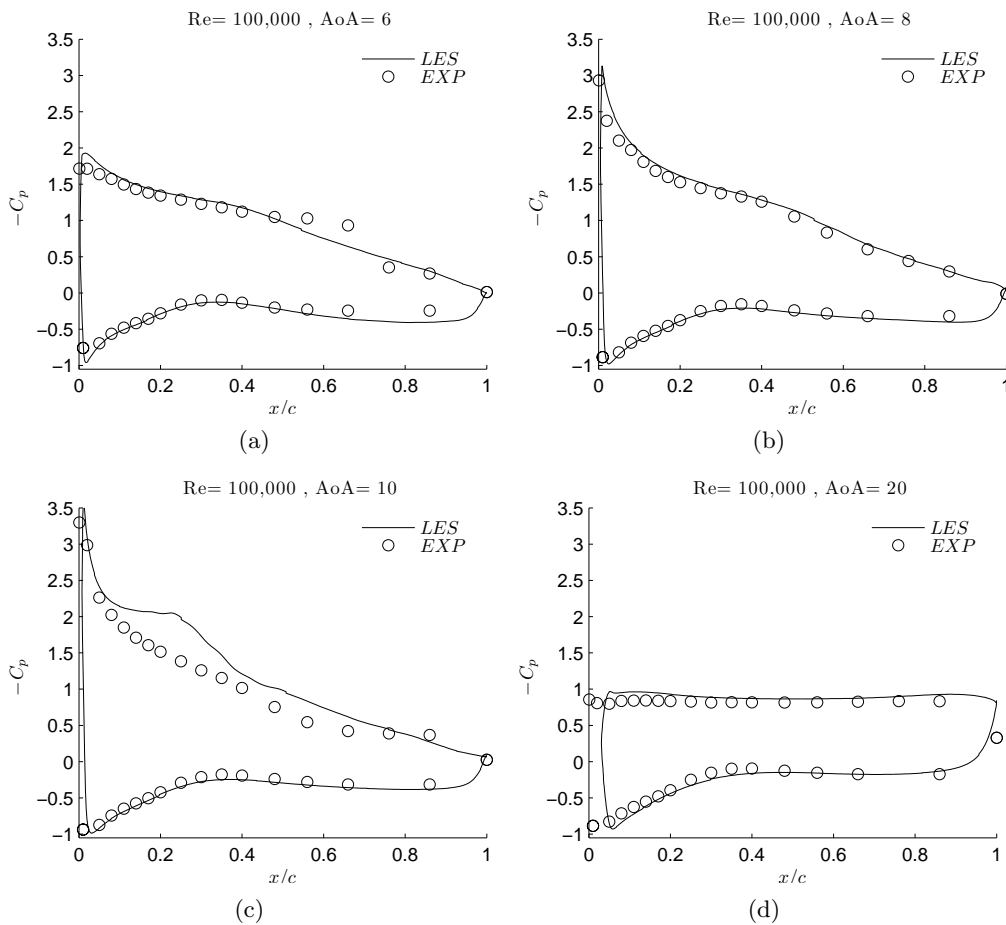 Re= 100,000 , AoA= 6
3.5
3
2.5
2
1.5
1
0.5
0
−0.5
−1
−C_p
LES
EXP
0
0.2
0.4
0.6
0.8
1
x/c
(a)
Re= 100,000 , AoA= 8
3.5
3
2.5
2
1.5
1
0.5
0
−0.5
−1
−C_p
LES
EXP
0
0.2
0.4
0.6
0.8
1
x/c
(b)
Re= 100,000 , AoA= 10
3.5
3
2.5
2
1.5
1
0.5
0
−0.5
−1
−C_p
LES
EXP
0
0.2
0.4
0.6
0.8
1
x/c
(c)
Re= 100,000 , AoA= 20
3.5
3
2.5
2
1.5
1
0.5
0
−0.5
−1
−C_p
LES
EXP
0
0.2
0.4
0.6
0.8
1
x/c
(d)